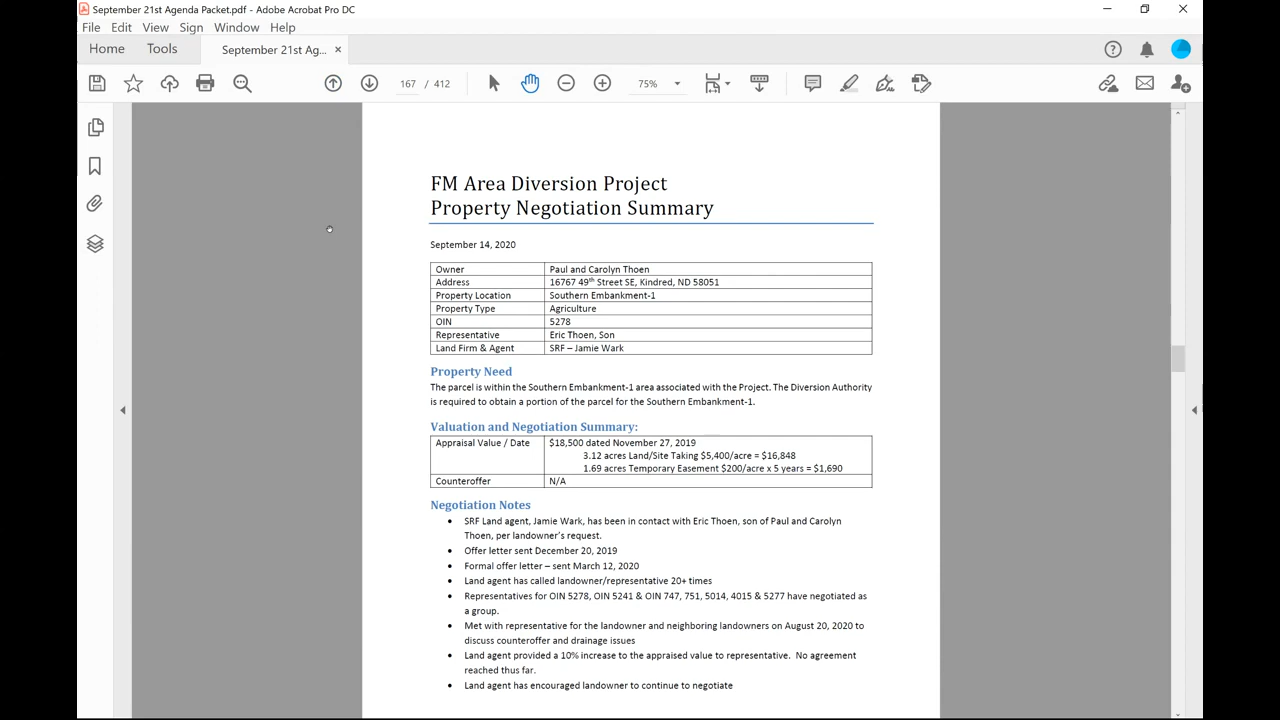 September 21st Agenda Packet.pdf - Adobe Acrobat Pro DC
File Edit View Sign Window Help
Home Tools September 21st Ag... ×
167 / 412 75%
FM Area Diversion Project
Property Negotiation Summary
September 14, 2020
Owner Paul and Carolyn Thoen
Address 16767 49th Street SE, Kindred, ND 58051
Property Location Southern Embankment-1
Property Type Agriculture
OIN 5278
Representative Eric Thoen, Son
Land Firm & Agent SRF – Jamie Wark
Property Need
The parcel is within the Southern Embankment-1 area associated with the Project. The Diversion Authority
is required to obtain a portion of the parcel for the Southern Embankment-1.
Valuation and Negotiation Summary:
Appraisal Value / Date $18,500 dated November 27, 2019
3.12 acres Land/Site Taking $5,400/acre = $16,848
1.69 acres Temporary Easement $200/acre x 5 years = $1,690
Counteroffer N/A
Negotiation Notes
• SRF Land agent, Jamie Wark, has been in contact with Eric Thoen, son of Paul and Carolyn
Thoen, per landowner's request.
• Offer letter sent December 20, 2019
• Formal offer letter – sent March 12, 2020
• Land agent has called landowner/representative 20+ times
• Representatives for OIN 5278, OIN 5241 & OIN 747, 751, 5014, 4015 & 5277 have negotiated as
a group.
• Met with representative for the landowner and neighboring landowners on August 20, 2020 to
discuss counteroffer and drainage issues
• Land agent provided a 10% increase to the appraised value to representative. No agreement
reached thus far.
• Land agent has encouraged landowner to continue to negotiate